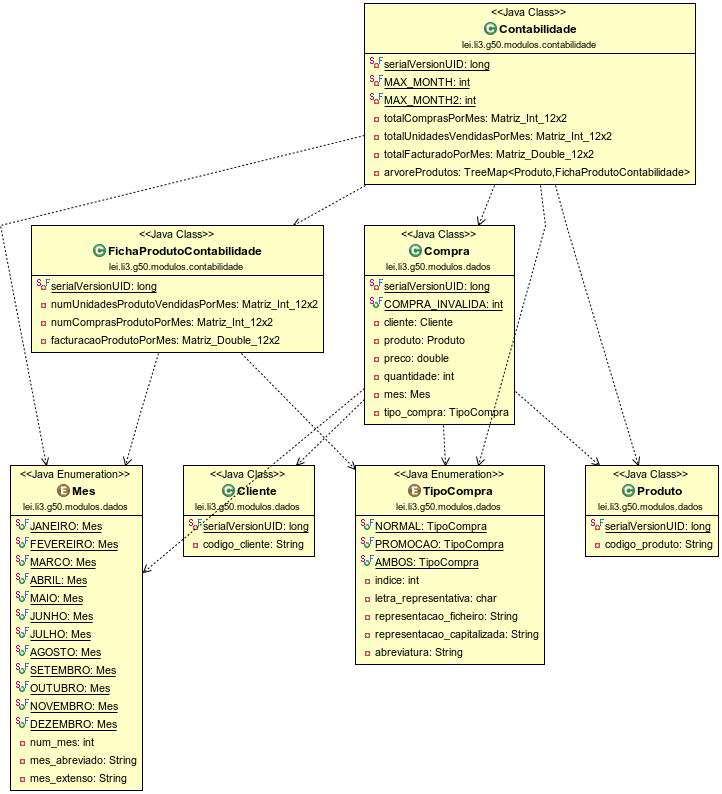 <<Java Class>>
Contabilidade
lei.li3.g50.modulos.contabilidade
serialVersionUID: long
MAX_MONTH: int
MAX_MONTH2: int
totalComprasPorMes: Matriz_Int_12x2
totalUnidadesVendidasPorMes: Matriz_Int_12x2
totalFacturadoPorMes: Matriz_Double_12x2
arvoreProdutos: TreeMap<Produto,FichaProdutoContabilidade>
<<Java Class>>
FichaProdutoContabilidade
lei.li3.g50.modulos.contabilidade
serialVersionUID: long
numUnidadesProdutoVendidasPorMes: Matriz_Int_12x2
numComprasProdutoPorMes: Matriz_Int_12x2
facturacaoProdutoPorMes: Matriz_Double_12x2
<<Java Class>>
Compra
lei.li3.g50.modulos.dados
serialVersionUID: long
COMPRA_INVALIDA: int
cliente: Cliente
produto: Produto
preco: double
quantidade: int
mes: Mes
tipo_compra: TipoCompra
<<Java Enumeration>>
Mes
lei.li3.g50.modulos.dados
JANEIRO: Mes
FEVEREIRO: Mes
MARCO: Mes
ABRIL: Mes
MAIO: Mes
JUNHO: Mes
JULHO: Mes
AGOSTO: Mes
SETEMBRO: Mes
OUTUBRO: Mes
NOVEMBRO: Mes
DEZEMBRO: Mes
num_mes: int
mes_abreviado: String
mes_extenso: String
<<Java Class>>
Cliente
lei.li3.g50.modulos.dados
serialVersionUID: long
codigo_cliente: String
<<Java Enumeration>>
TipoCompra
lei.li3.g50.modulos.dados
NORMAL: TipoCompra
PROMOCAO: TipoCompra
AMBOS: TipoCompra
indice: int
letra_representativa: char
representacao_ficheiro: String
representacao_capitalizada: String
abreviatura: String
<<Java Class>>
Produto
lei.li3.g50.modulos.dados
serialVersionUID: long
codigo_produto: String